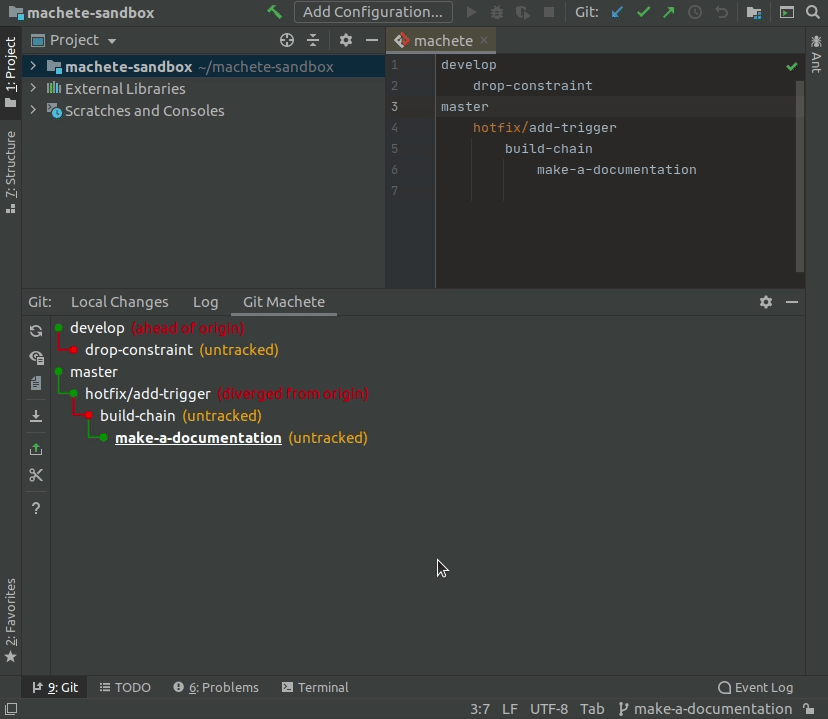 machete-sandbox
Add Configuration...
Git:
Project
machete
1: Project
machete-sandbox ~/machete-sandbox
External Libraries
Scratches and Consoles
7: Structure
2: Favorites
Ant
1 develop
2 drop-constraint
3 master
4 hotfix/add-trigger
5 build-chain
6 make-a-documentation
7
Git: Local Changes Log Git Machete
develop (ahead of origin)
drop-constraint (untracked)
master
hotfix/add-trigger (diverged from origin)
build-chain (untracked)
make-a-documentation (untracked)
?
9: Git TODO 6: Problems Terminal Event Log
3:7 LF UTF-8 Tab make-a-documentation